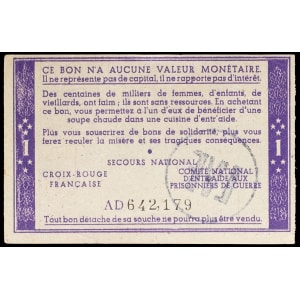 CE BON N'A AUCUNE VALEUR MONÉTAIRE.
Il ne représente pas de capital, il ne rapporte pas d'intérêt.
Des centaines de milliers de femmes, d'enfants, de
vieillards, ont faim ; ils sont sans ressources. En achetant
ce bon, vous permettez à l'un d'eux de bénéficier d'une
soupe chaude dans une cuisine d'entr'aide.
Plus vous souscrirez de bons de solidarité, plus vous
ferez reculer la misère et ses tragiques conséquences.
1 1
SECOURS NATIONAL
CROIX-ROUGE COMITÉ NATIONAL
FRANÇAISE D'ENTR'AIDE AUX
PRISONNIERS DE GUERRE
AD 642,179
Tout bon détaché de sa souche ne pourra plus être vendu.